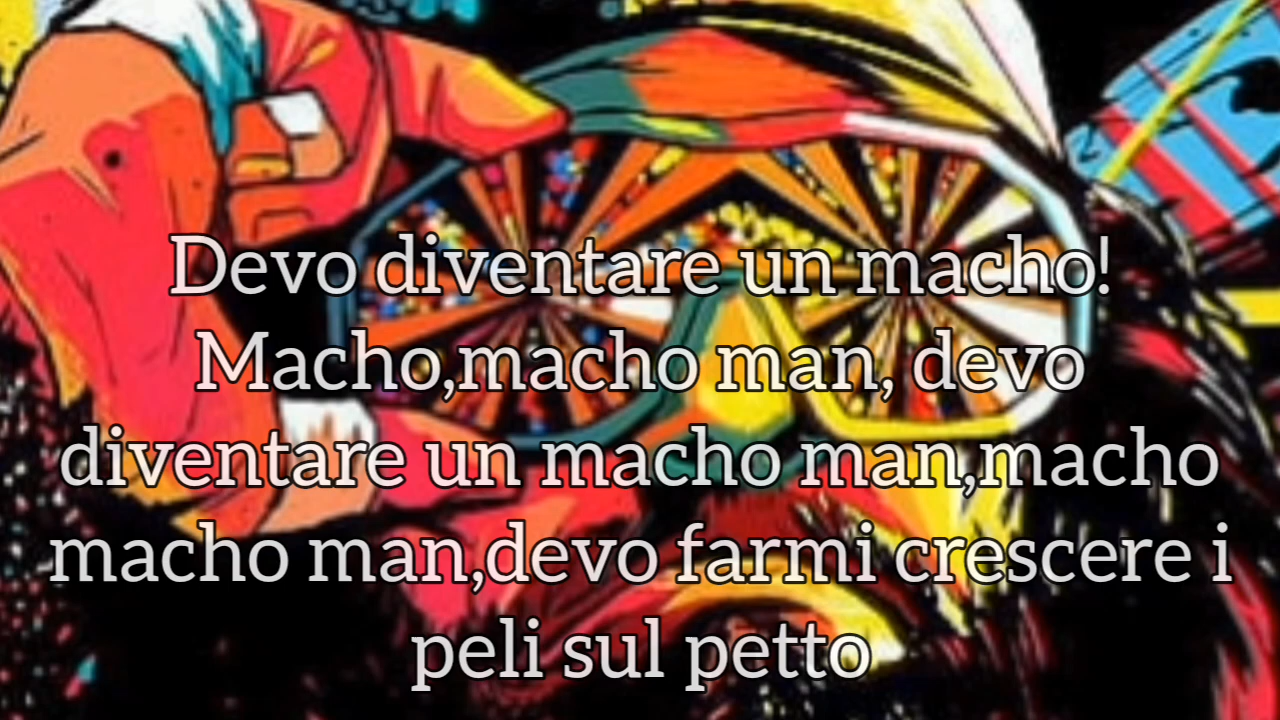 Devo diventare un macho!
Macho,macho man, devo
diventare un macho man,macho
macho man,devo farmi crescere i
peli sul petto